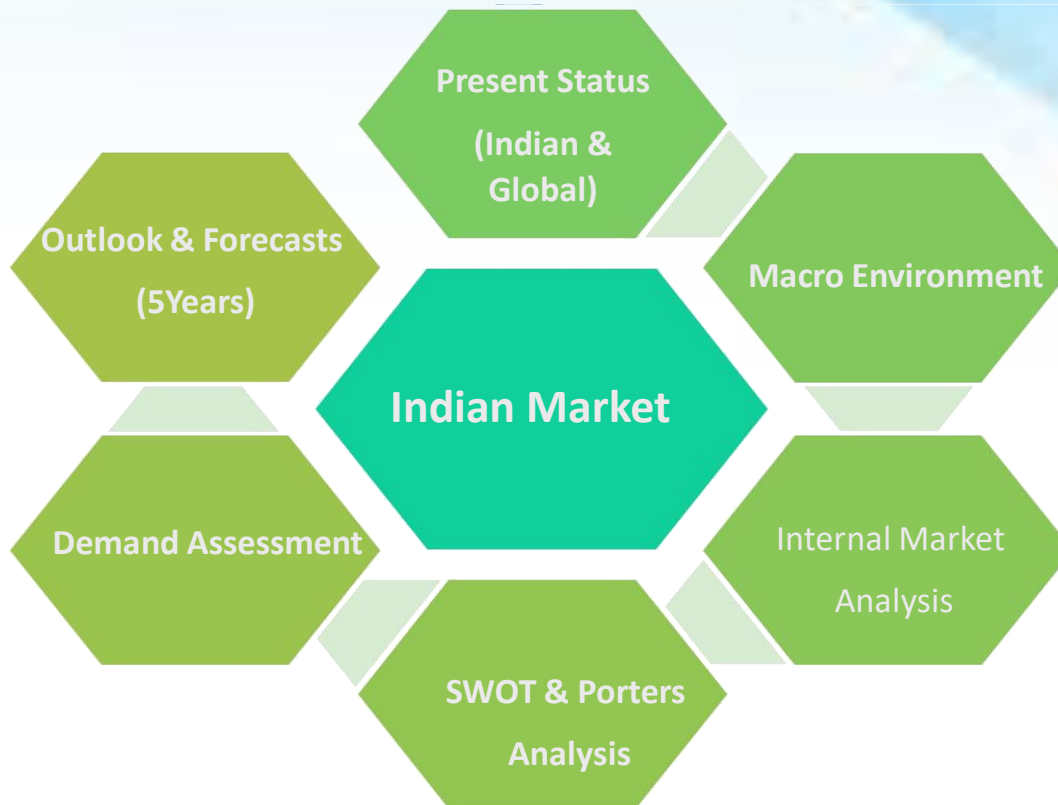 Present Status
(Indian &
Global)
Macro Environment
Internal Market
Analysis
SWOT & Porters
Analysis
Demand Assessment
Outlook & Forecasts
(5Years)
Indian Market